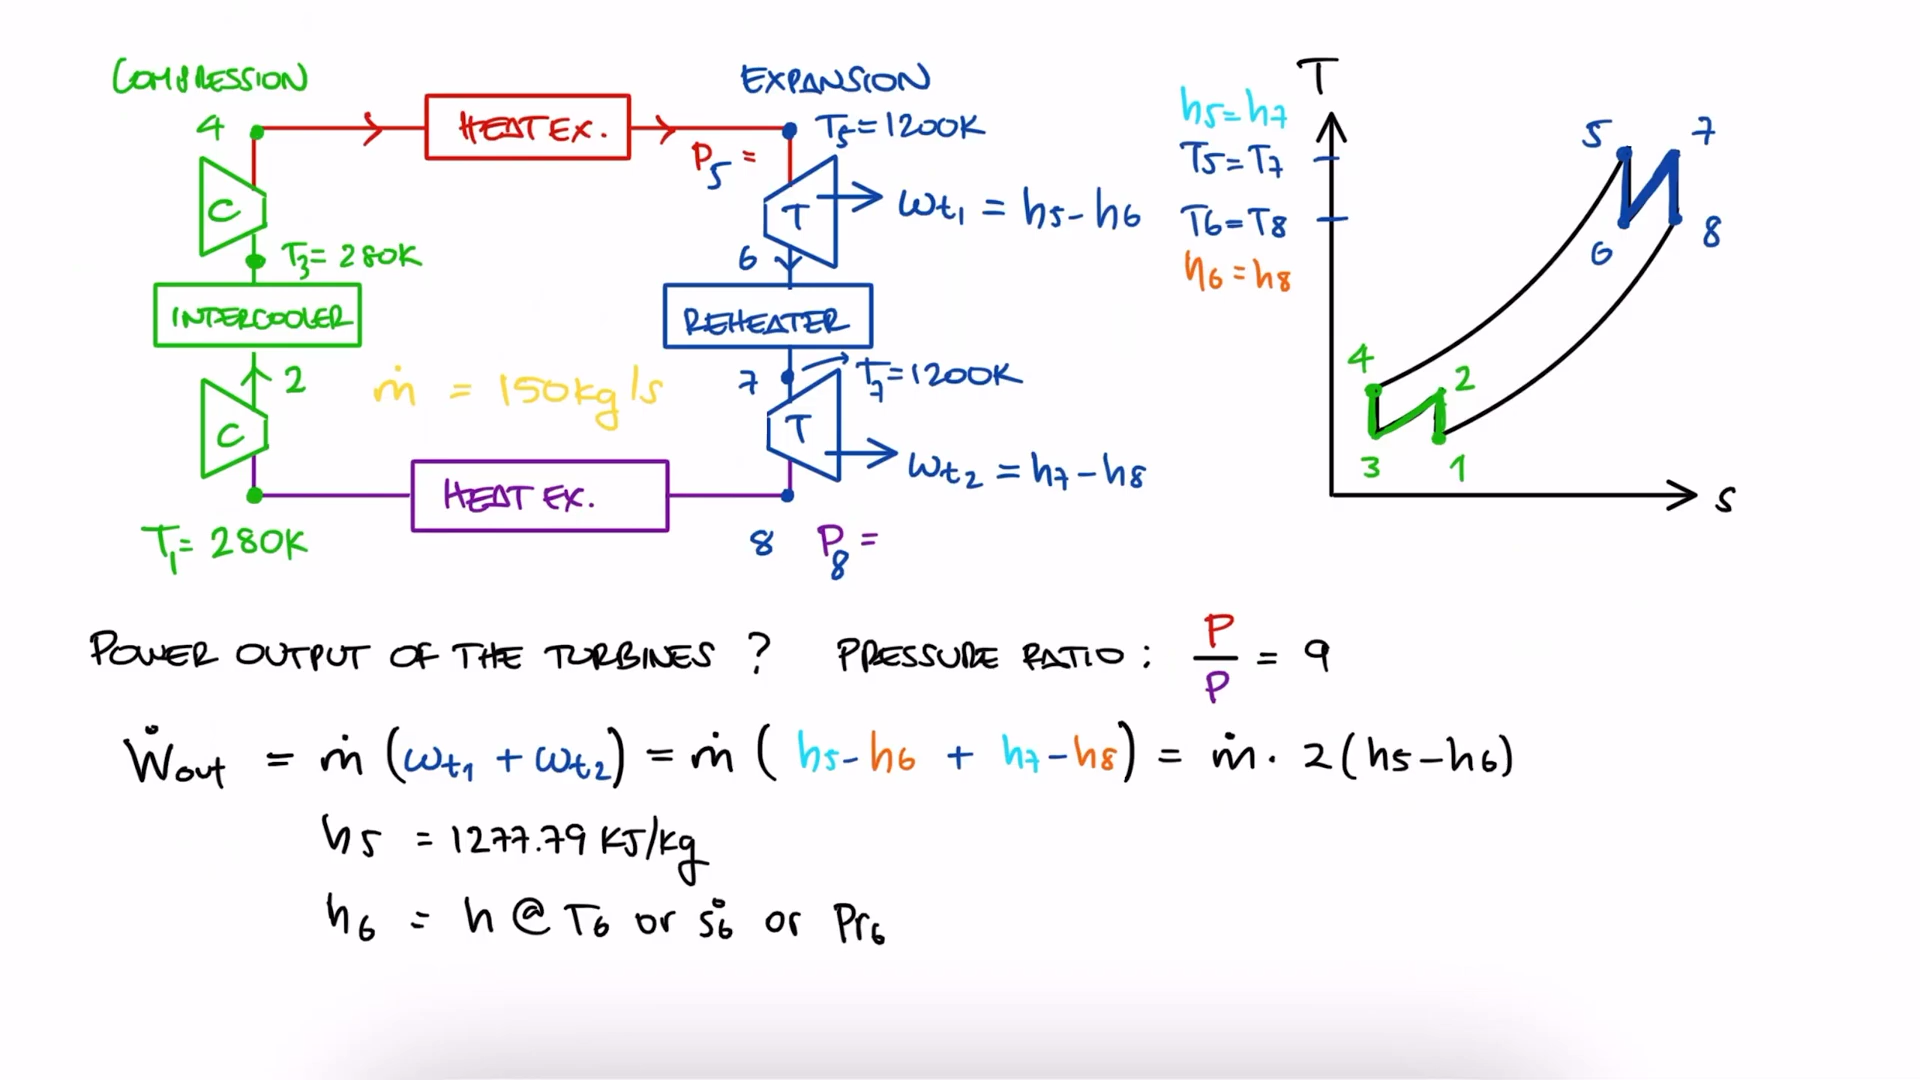 COMPRESSION
EXPANSION
4
HEAT EX.
T5 = 1200K
P5 =
C
T
wt1 = h5 - h6
T3 = 280K
6
INTERCOOLER
REHEATER
2
ṁ = 150kg/s
7
T7 = 1200K
C
T
wt2 = h7 - h8
HEAT EX.
T1 = 280K
8
P8 =
T
h5 = h7
T5 = T7
T6 = T8
h6 = h8
5
7
6
8
4
2
3
1
s
POWER OUTPUT OF THE TURBINES ? PRESSURE RATIO : P/P = 9
Ẇout = ṁ (wt1 + wt2) = ṁ ( h5 - h6 + h7 - h8 ) = ṁ · 2 (h5 - h6)
h5 = 1277.79 KJ/kg
h6 = h @ T6 or s°6 or Pr6